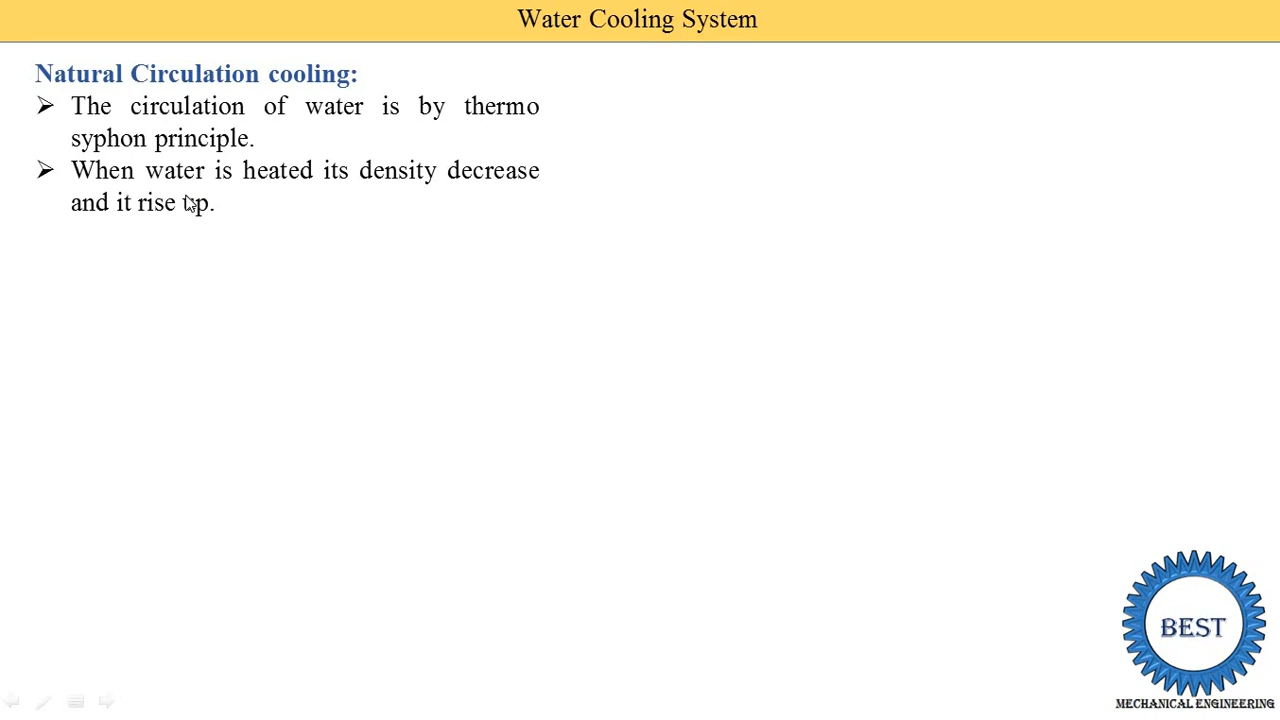 Water Cooling System
Natural Circulation cooling:
➢ The circulation of water is by thermo
syphon principle.
➢ When water is heated its density decrease
and it rise up.
BEST
MECHANICAL ENGINEERING